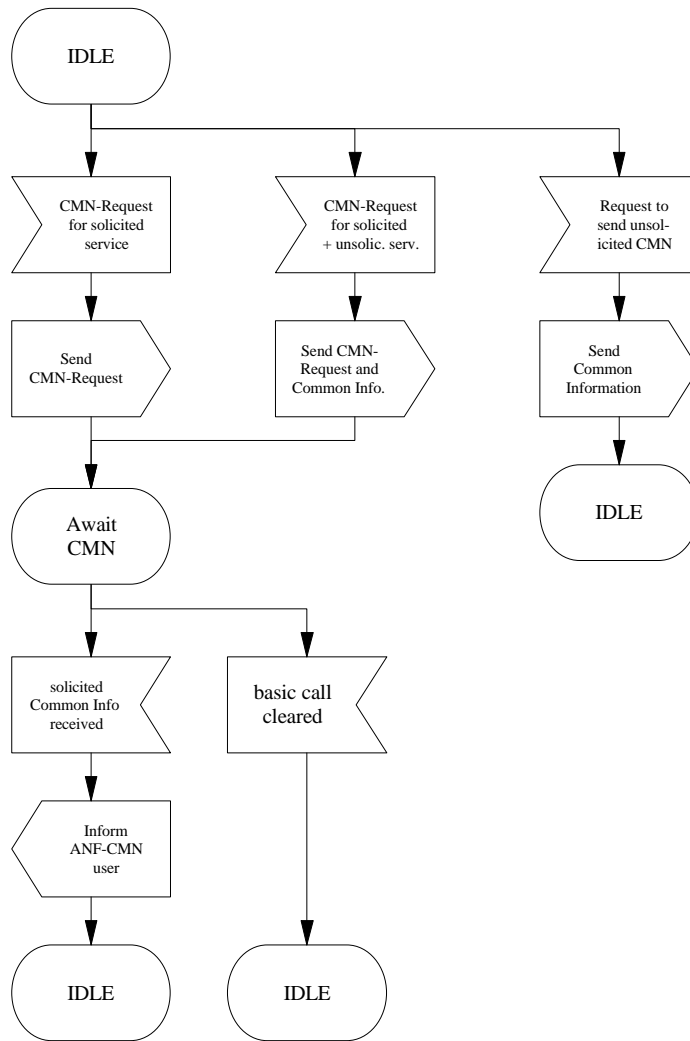 IDLE
CMN-Request
for solicited
service
CMN-Request
for solicited
+ unsolic. serv.
Request to
send unsol-
icited CMN
Send
CMN-Request
Send CMN-
Request and
Common Info.
Send
Common
Information
Await
CMN
IDLE
solicited
Common Info
received
basic call
cleared
Inform
ANF-CMN
user
IDLE
IDLE